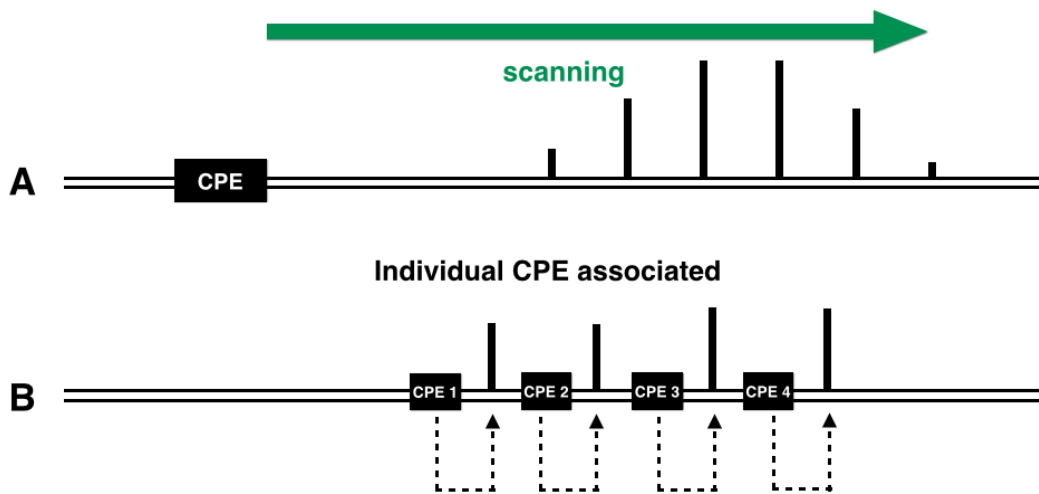 scanning
A
CPE
Individual CPE associated
B
CPE 1
CPE 2
CPE 3
CPE 4